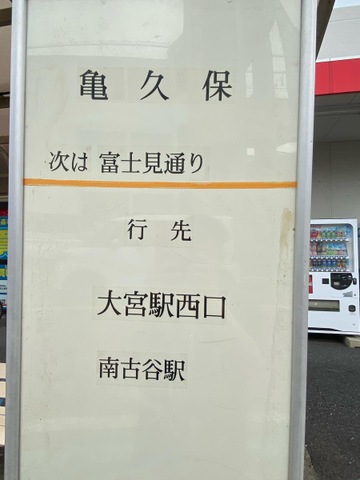 亀久保
次は 富士見通り
行先
大宮駅西口
南古谷駅